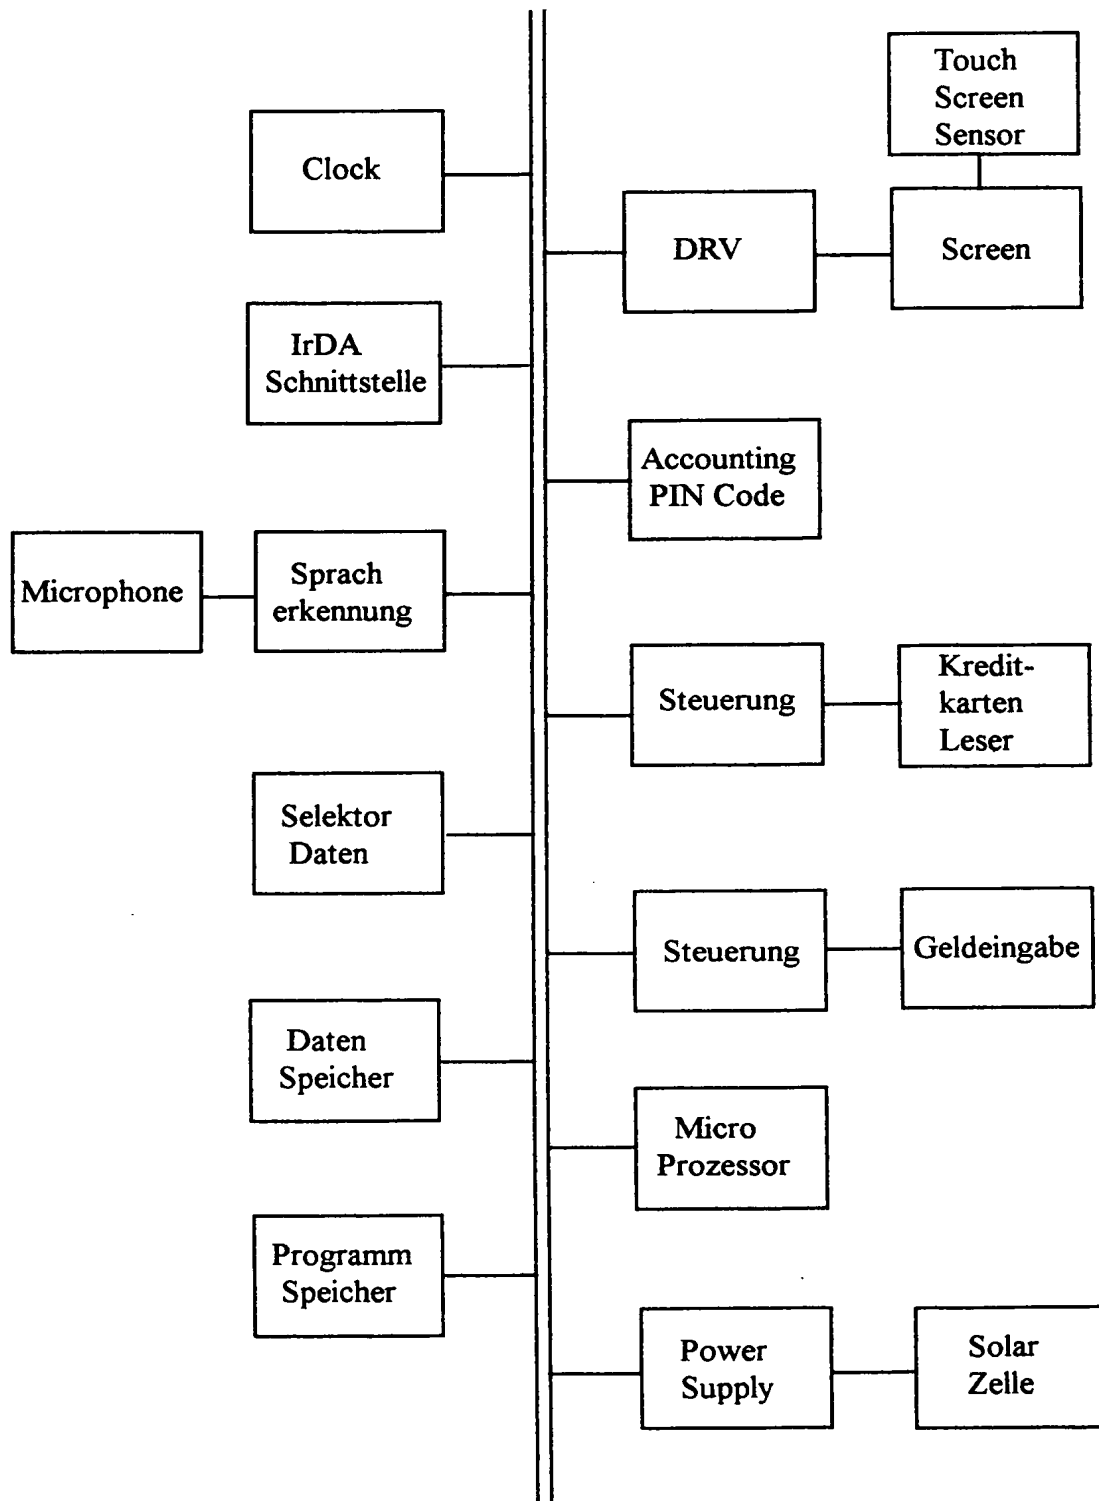 Touch
Screen
Sensor
Clock
DRV
Screen
IrDA
Schnittstelle
Accounting
PIN Code
Microphone
Sprach
erkennung
Steuerung
Kredit-
karten
Leser
Selektor
Daten
Steuerung
Geldeingabe
Daten
Speicher
Micro
Prozessor
Programm
Speicher
Power
Supply
Solar
Zelle